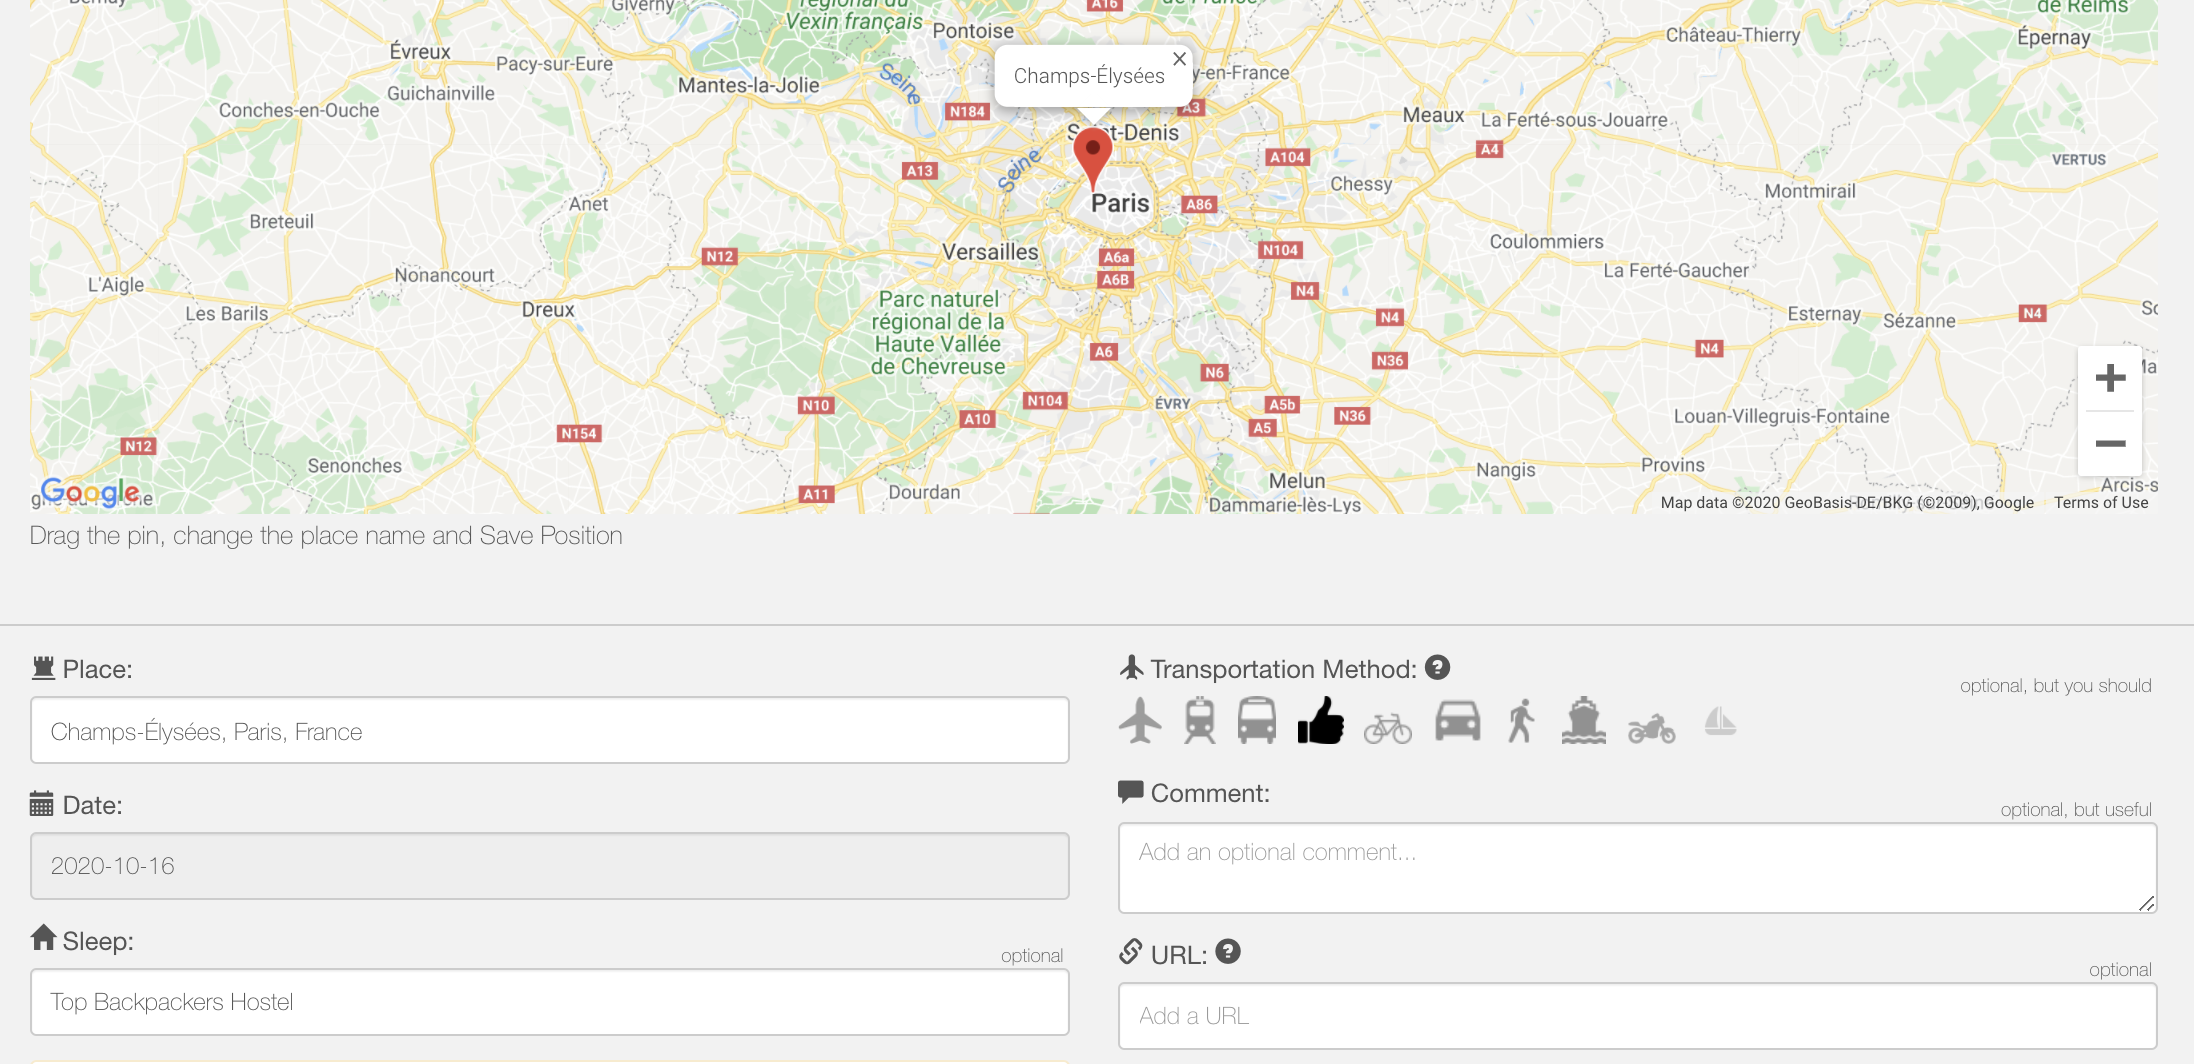 Giverny
régional du
Vexin français
A16
de France
de Reims
Évreux
Pacy-sur-Eure
Pontoise
Château-Thierry
Épernay
Mantes-la-Jolie
Seine
Champs-Élysées
y-en-France
Conches-en-Ouche
Guichainville
N184
A3
Meaux
La Ferté-sous-Jouarre
A13
Seine
A104
A4
VERTUS
Chessy
Montmirail
Anet
Paris
A86
Breteuil
Versailles
N12
A6a
A6B
N104
Coulommiers
La Ferté-Gaucher
L'Aigle
Nonancourt
N4
Les Barils
Dreux
Parc naturel
régional de la
Haute Vallée
de Chevreuse
N4
Esternay
Sézanne
N4
A6
N6
N36
N4
N10
N104
A10
ÉVRY
A5b
A5
N36
Louan-Villegruis-Fontaine
N12
N154
Senonches
A11
Dourdan
Melun
Dammarie-lès-Lys
Nangis
Provins
Arcis-s
Google
Map data ©2020 GeoBasis-DE/BKG (©2009), Google
Terms of Use
Drag the pin, change the place name and Save Position
Place:
Champs-Élysées, Paris, France
Date:
2020-10-16
Sleep:
optional
Top Backpackers Hostel
Transportation Method: ?
optional, but you should
Comment:
optional, but useful
Add an optional comment...
URL: ?
optional
Add a URL